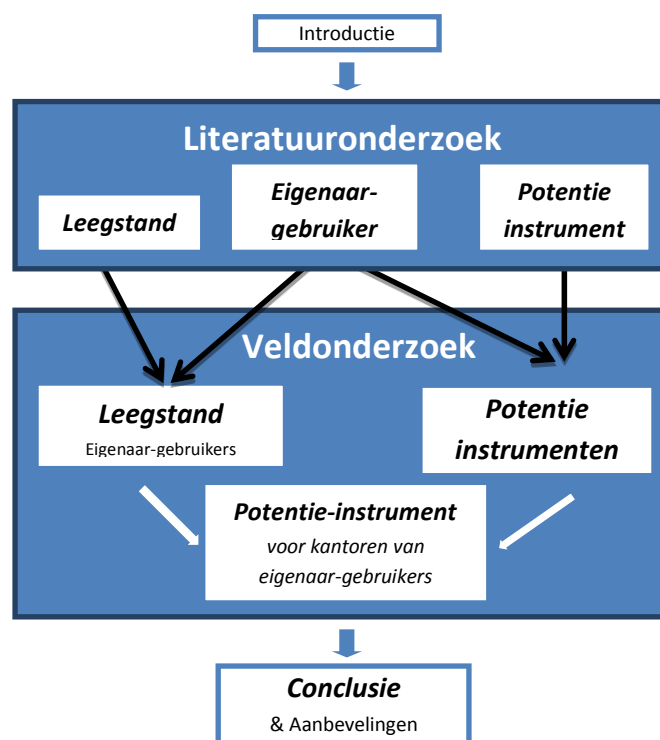 Introductie
Literatuuronderzoek
Leegstand
Eigenaar-
gebruiker
Potentie
instrument
Veldonderzoek
Leegstand
Eigenaar-gebruikers
Potentie
instrumenten
Potentie-instrument
voor kantoren van
eigenaar-gebruikers
Conclusie
& Aanbevelingen